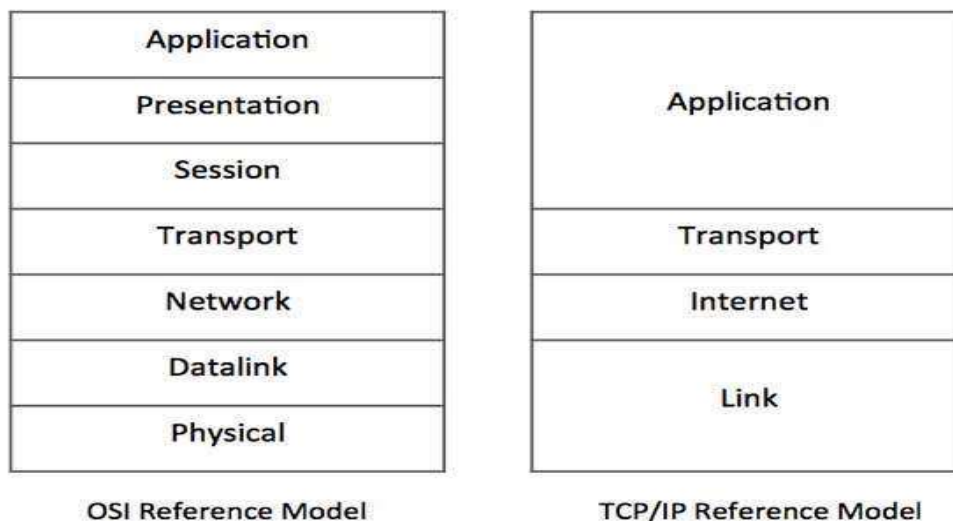 Application
Presentation
Session
Transport
Network
Datalink
Physical
OSI Reference Model
Application
Transport
Internet
Link
TCP/IP Reference Model